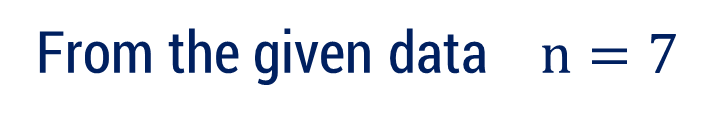 From the given data n = 7